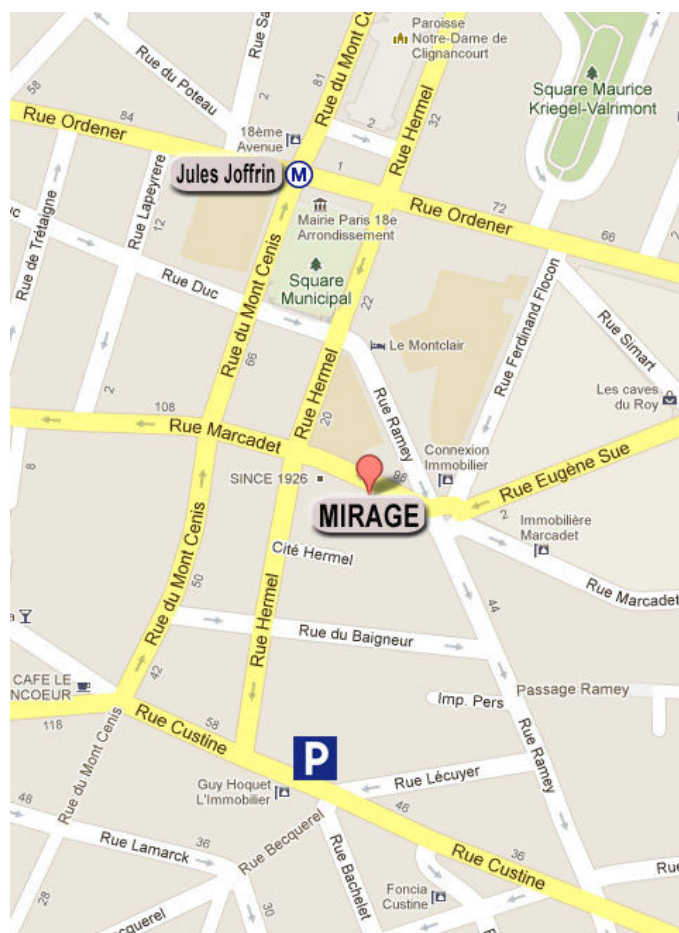 Paroisse
Notre-Dame de
Clignancourt
Rue du Mont Cenis
81
58
Rue du Poteau
2
Rue Hermel
32
Square Maurice
Kriegel-Valrimont
84
Rue Ordener
18ème
Avenue
2
Jules Joffrin
M
1
Rue Ordener
72
66
Rue Lapeyrere
12
Rue de Trétaigne
Mairie Paris 18e
Arrondissement
Rue Duc
Square
Municipal
Rue du Mont Cenis
22
Rue Ferdinand Flocon
Rue Simart
66
Le Montclair
Rue Hermel
Rue Ramey
2
Les caves
du Roy
108
20
Rue Marcadet
Connexion
Immobilier
Rue Eugène Sue
8
SINCE 1926
88
MIRAGE
2
Immobilière
Marcadet
Cité Hermel
Rue Marcadet
50
Rue du Mont Cenis
Rue Hermel
44
Rue du Baigneur
42
CAFE LE
NCOEUR
Imp. Pers
Passage Ramey
118
Rue Custine
58
P
Rue Ramey
Rue du Mont Cenis
Guy Hoquet
L'Immobilier
Rue Lécuyer
48
46
Rue Lamarck
36
Rue Becquerel
Rue Custine
36
Rue Bachelet
Foncia
Custine
Rue
28
30
ecquerel